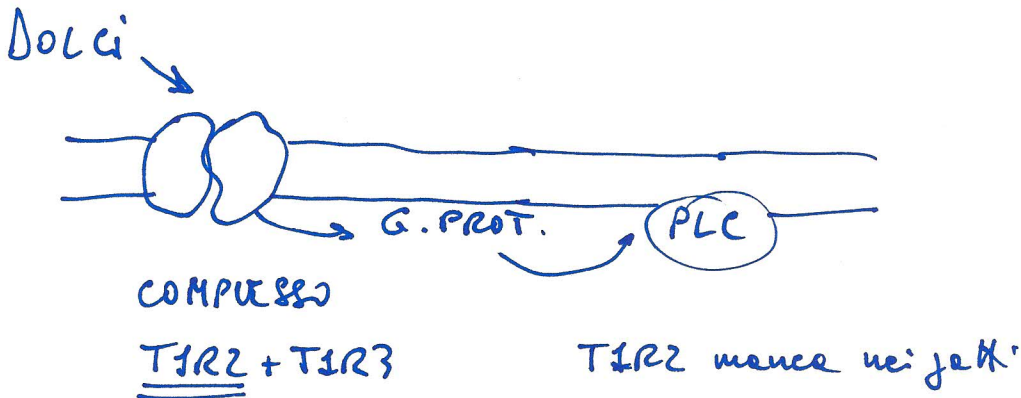 DOLCi
G. PROT.
PLC
COMPLESSO
T1R2 + T1R3
T1R2 manca nei gatti